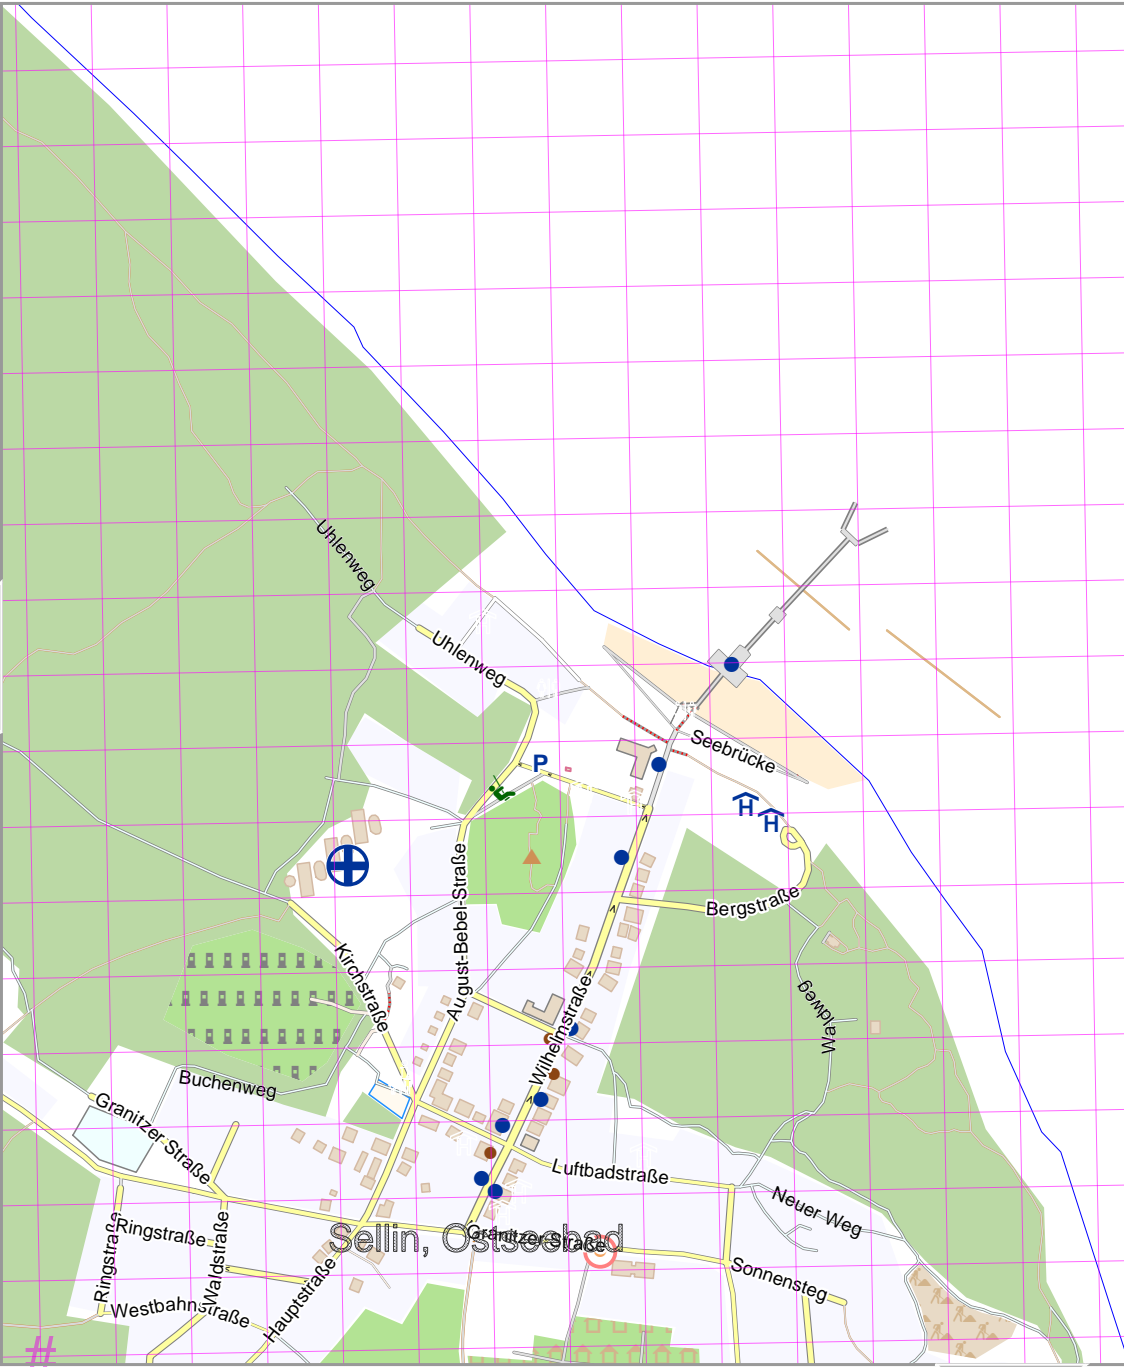 Uhlenweg
Uhlenweg
Seebrücke
P
H
H
August-Bebel-Straße
Bergstraße
Kirchstraße
Wilhelmstraße
Waldweg
Buchenweg
Granitzer Straße
Luftbadstraße
Neuer Weg
Ringstraße
Ringstraße
Waldstraße
Sellin, Ostseebad
Granitzer Straße
Hauptstraße
Sonnensteg
Westbahnstraße
#